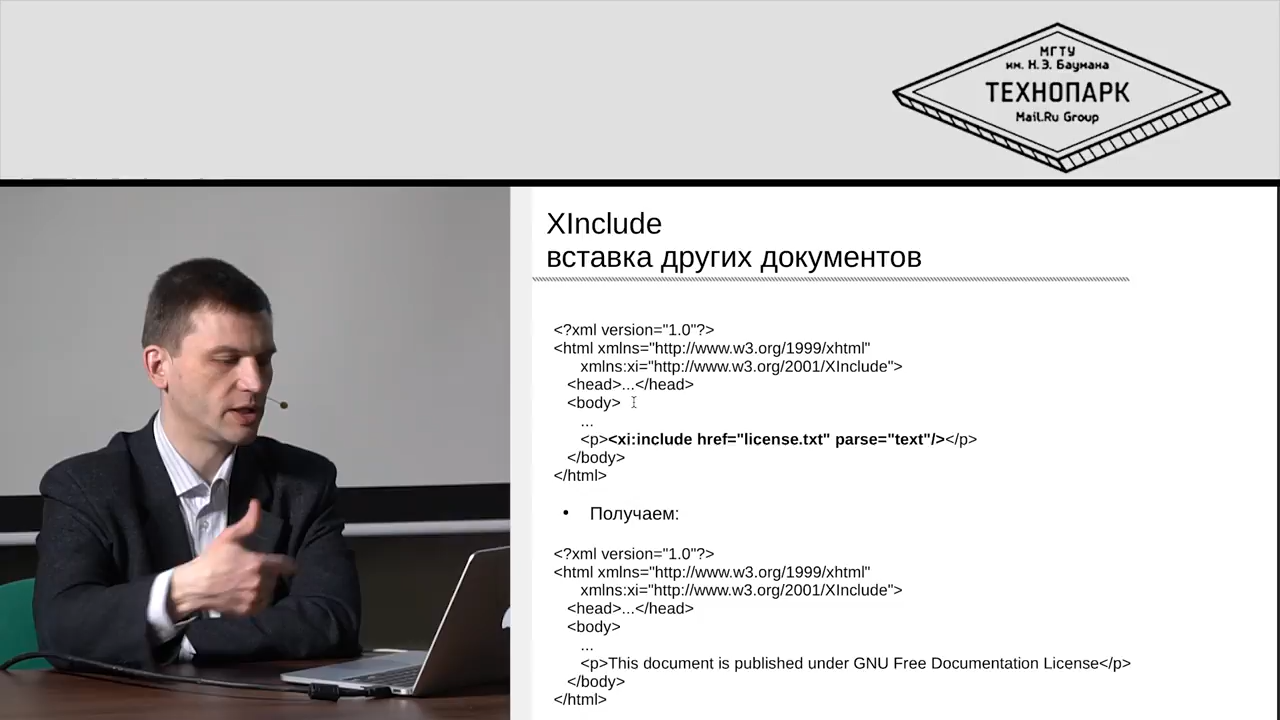 МГТУ
им. Н.Э. Баумана
ТЕХНОПАРК
Mail.Ru Group
XInclude
вставка других документов
<?xml version="1.0"?>
<html xmlns="http://www.w3.org/1999/xhtml"
xmlns:xi="http://www.w3.org/2001/XInclude">
<head>...</head>
<body>
...
<p><xi:include href="license.txt" parse="text"/></p>
</body>
</html>
• Получаем:
<?xml version="1.0"?>
<html xmlns="http://www.w3.org/1999/xhtml"
xmlns:xi="http://www.w3.org/2001/XInclude">
<head>...</head>
<body>
...
<p>This document is published under GNU Free Documentation License</p>
</body>
</html>